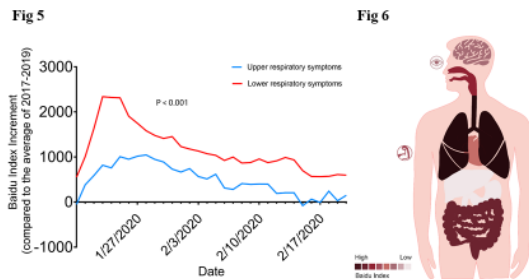 Fig 5
Fig 6
Upper respiratory symptoms
Lower respiratory symptoms
P < 0.001
Baidu Index Increment
(compared to the average of 2017-2019)
3000
2000
1000
0
-1000
1/27/2020
2/3/2020
2/10/2020
2/17/2020
Date
High
Low
Baidu Index